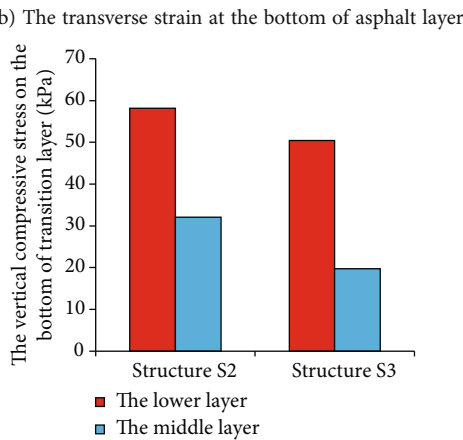 b) The transverse strain at the bottom of asphalt layer
The vertical compressive stress on the
bottom of transition layer (kPa)
70
60
50
40
30
20
10
0
Structure S2
Structure S3
The lower layer
The middle layer